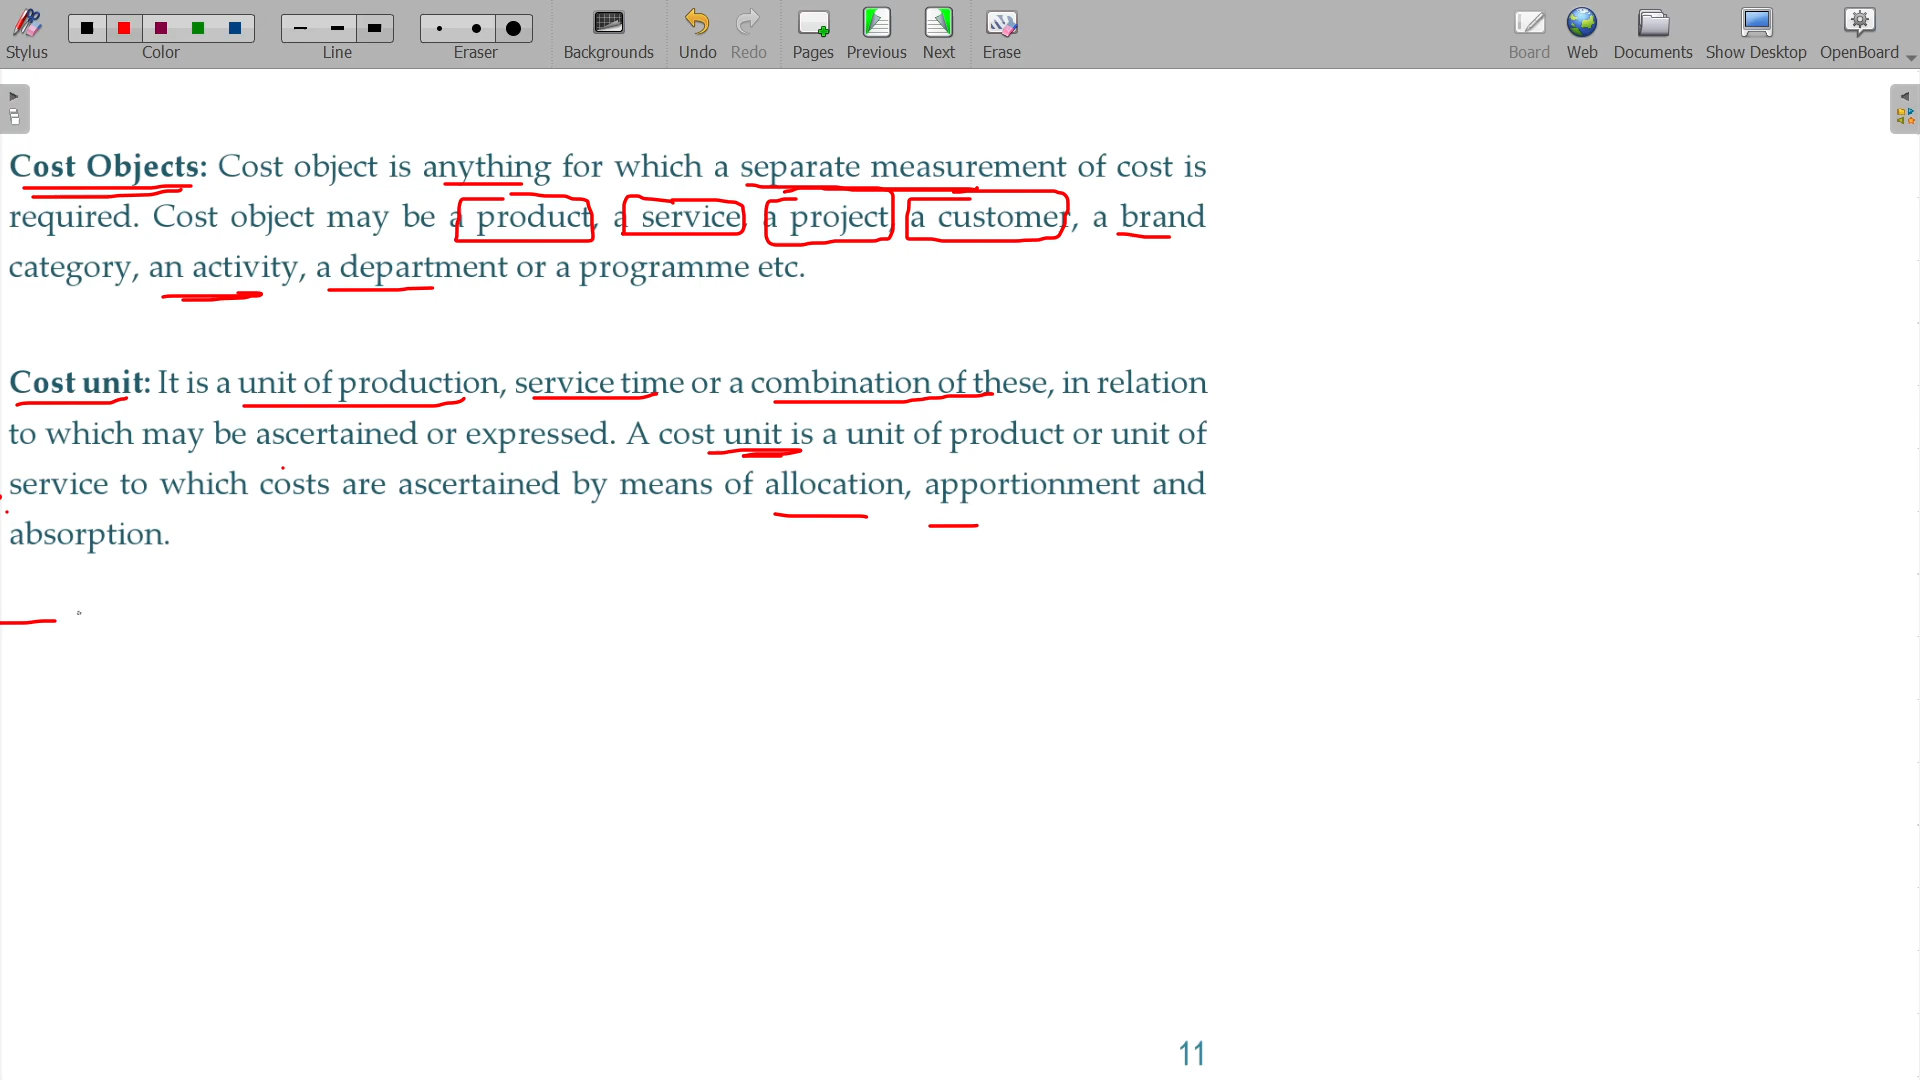 Stylus Color Line Eraser Backgrounds Undo Redo Pages Previous Next Erase Board Web Documents Show Desktop OpenBoard
Cost Objects: Cost object is anything for which a separate measurement of cost is
required. Cost object may be a product, a service, a project, a customer, a brand
category, an activity, a department or a programme etc.
Cost unit: It is a unit of production, service time or a combination of these, in relation
to which may be ascertained or expressed. A cost unit is a unit of product or unit of
service to which costs are ascertained by means of allocation, apportionment and
absorption.
11